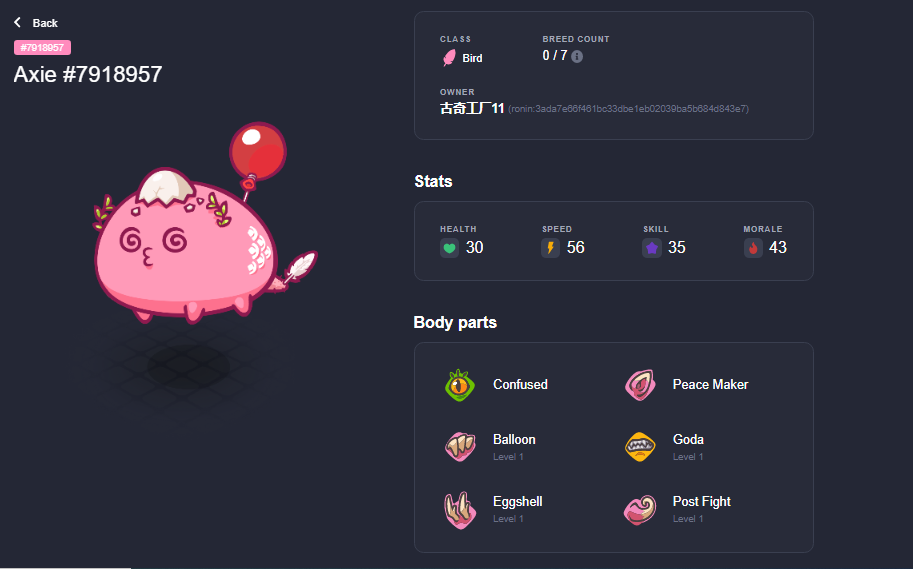 Back
#7918957
Axie #7918957
CLASS
Bird
BREED COUNT
0 / 7
OWNER
古奇工厂11 (ronin:3ada7e66f461bc33dbe1eb02039ba5b684d843e7)
Stats
HEALTH
30
SPEED
56
SKILL
35
MORALE
43
Body parts
Confused
Peace Maker
Balloon
Level 1
Goda
Level 1
Eggshell
Level 1
Post Fight
Level 1